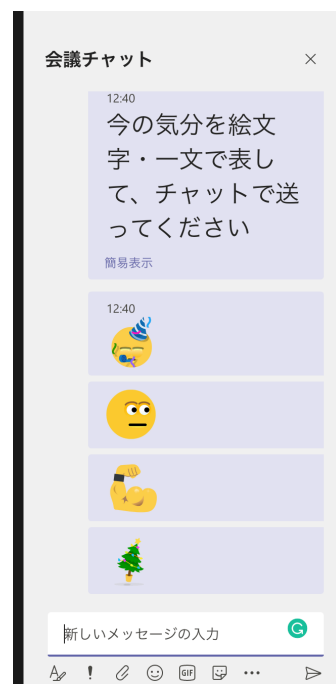 会議チャット
12:40
今の気分を絵文
字・一文で表し
て、チャットで送
ってください
簡易表示
12:40
新しいメッセージの入力
GIF